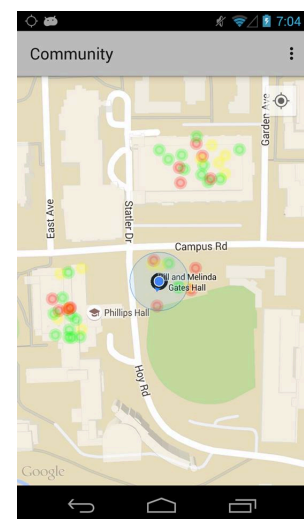 7:04
Community
Garden Ave
East Ave
Statler Dr
Campus Rd
Bill and Melinda
Gates Hall
Phillips Hall
Hoy Rd
Google